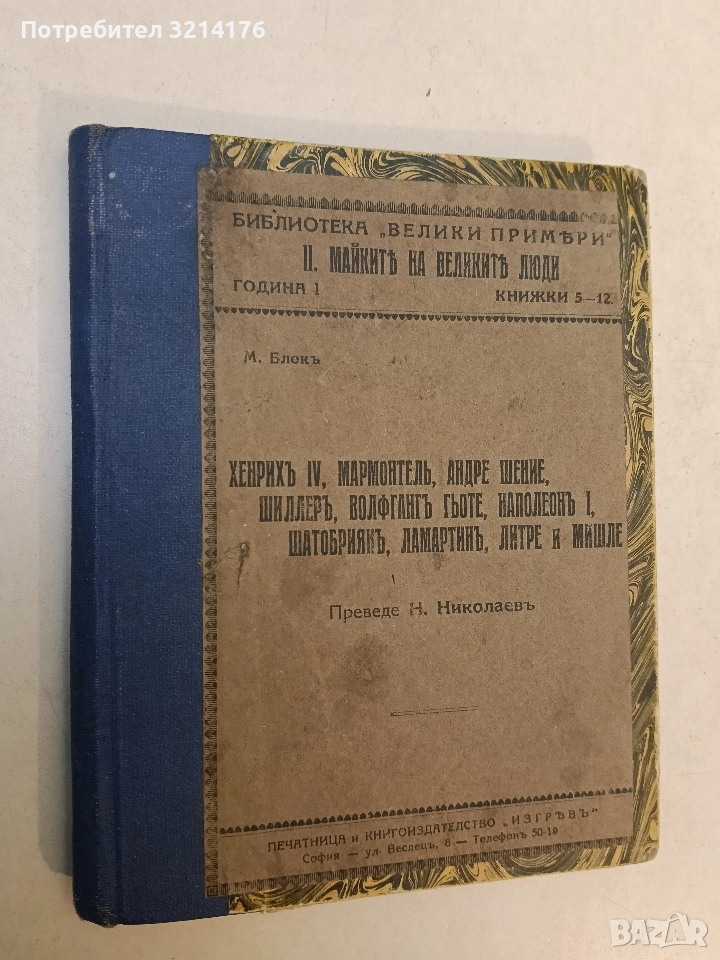 Потребител 3214176
БИБЛИОТЕКА „ВЕЛИКИ ПРИМѢРИ“
II. МАЙКИТѢ НА ВЕЛИКИТѢ ЛЮДИ
ГОДИНА I КНИЖКИ 5—12.
М. Блокъ
ХЕНРИХЪ IV, МАРМОНТЕЛЬ, АНДРЕ ШЕНИЕ,
ШИЛЛЕРЪ, ВОЛФГАНГЪ ГЬОТЕ, НАПОЛЕОНЪ I,
ШАТОБРИЯНЪ, ЛАМАРТИНЪ, ЛИТРЕ и МИШЛЕ
Преведе Н. Николаевъ
ПЕЧАТНИЦА и КНИГОИЗДАТЕЛСТВО „ИЗГРѢВЪ“
София — ул. Веслецъ, 8 — Телефонъ 50-19
BAZAR